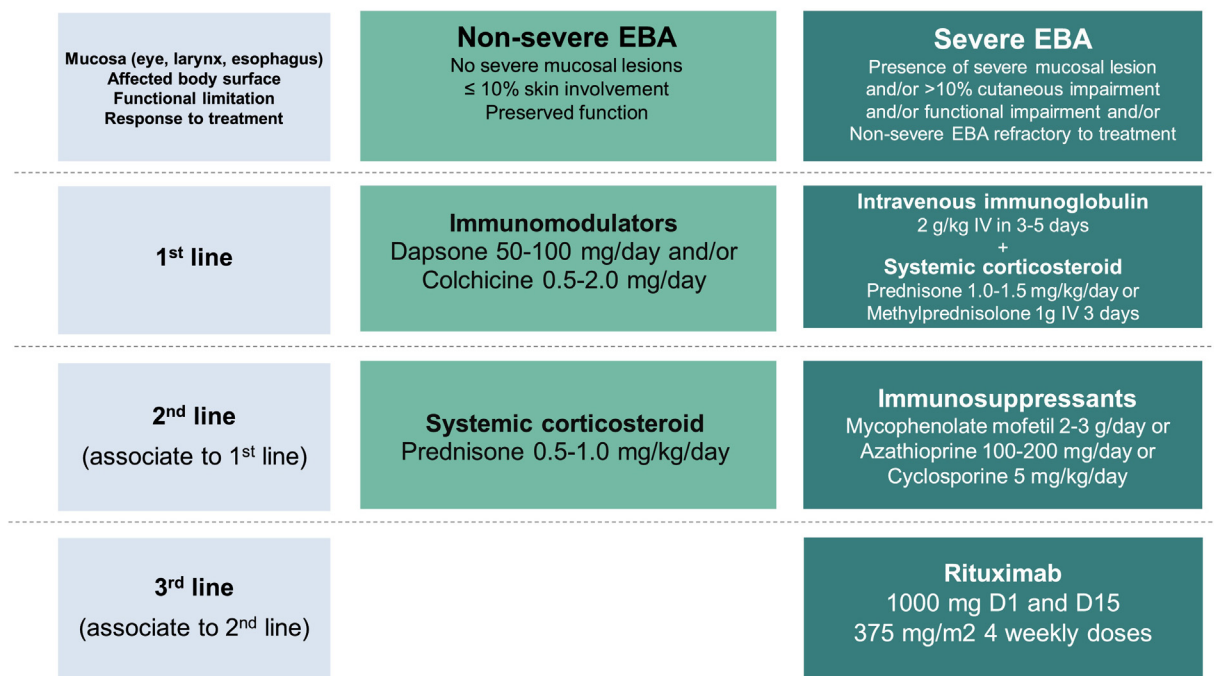 Mucosa (eye, larynx, esophagus)
Affected body surface
Functional limitation
Response to treatment
Non-severe EBA
No severe mucosal lesions
≤ 10% skin involvement
Preserved function
Severe EBA
Presence of severe mucosal lesion
and/or >10% cutaneous impairment
and/or functional impairment and/or
Non-severe EBA refractory to treatment
1st line
Immunomodulators
Dapsone 50-100 mg/day and/or
Colchicine 0.5-2.0 mg/day
Intravenous immunoglobulin
2 g/kg IV in 3-5 days
+
Systemic corticosteroid
Prednisone 1.0-1.5 mg/kg/day or
Methylprednisolone 1g IV 3 days
2nd line
(associate to 1st line)
Systemic corticosteroid
Prednisone 0.5-1.0 mg/kg/day
Immunosuppressants
Mycophenolate mofetil 2-3 g/day or
Azathioprine 100-200 mg/day or
Cyclosporine 5 mg/kg/day
3rd line
(associate to 2nd line)
Rituximab
1000 mg D1 and D15
375 mg/m2 4 weekly doses